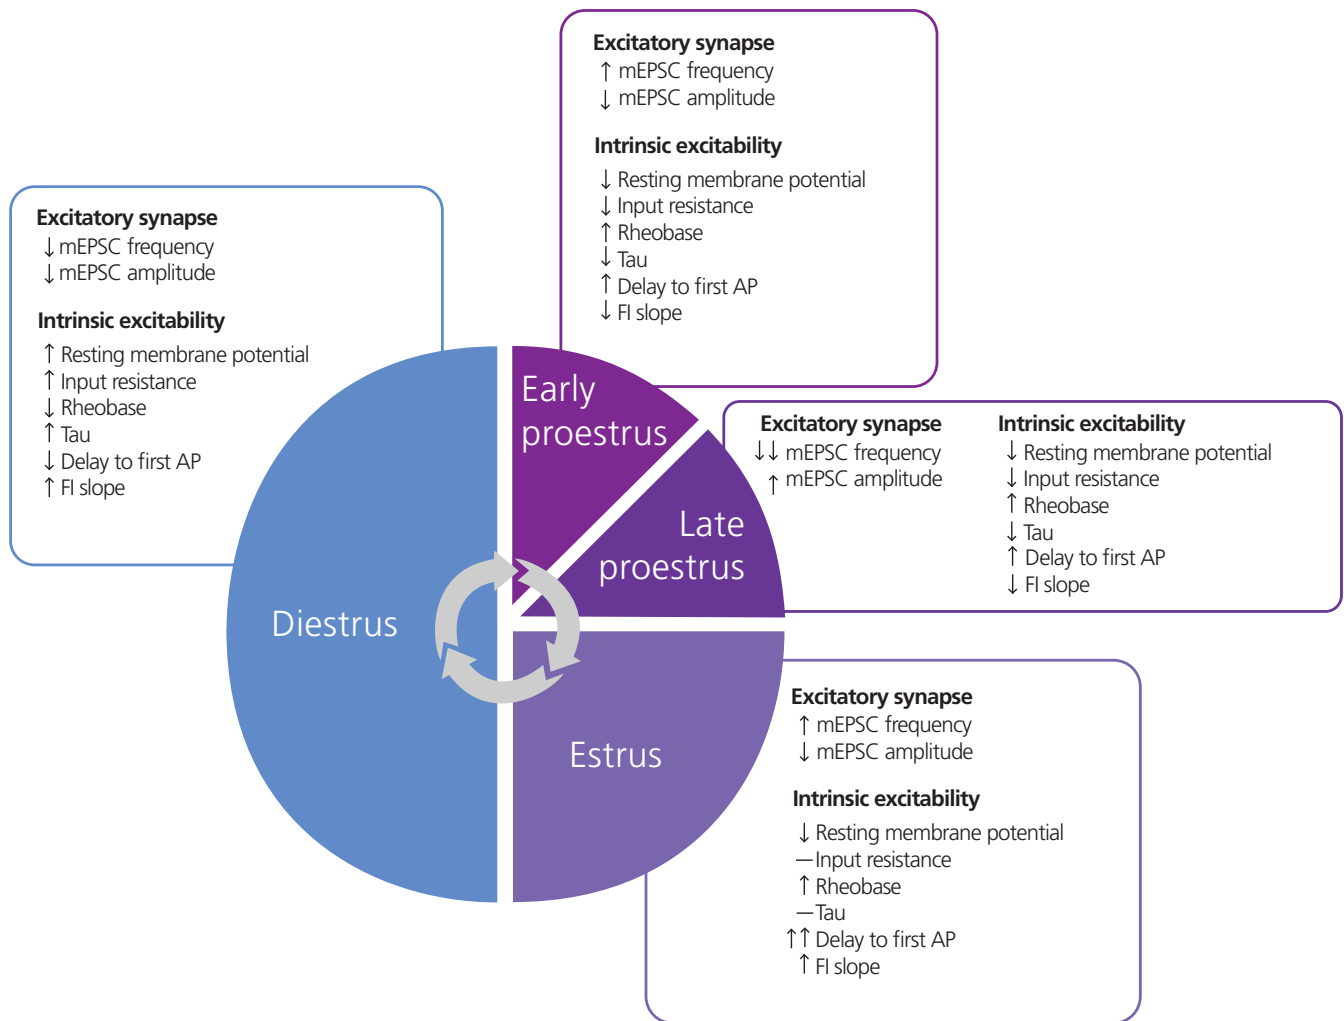 Excitatory synapse
↑ mEPSC frequency
↓ mEPSC amplitude
Intrinsic excitability
↓ Resting membrane potential
↓ Input resistance
↑ Rheobase
↓ Tau
↑ Delay to first AP
↓ FI slope
Excitatory synapse
↓ mEPSC frequency
↓ mEPSC amplitude
Intrinsic excitability
↑ Resting membrane potential
↑ Input resistance
↓ Rheobase
↑ Tau
↓ Delay to first AP
↑ FI slope
Early
proestrus
Excitatory synapse
↓↓ mEPSC frequency
↑ mEPSC amplitude
Intrinsic excitability
↓ Resting membrane potential
↓ Input resistance
↑ Rheobase
↓ Tau
↑ Delay to first AP
↓ FI slope
Late
proestrus
Diestrus
Estrus
Excitatory synapse
↑ mEPSC frequency
↓ mEPSC amplitude
Intrinsic excitability
↓ Resting membrane potential
— Input resistance
↑ Rheobase
— Tau
↑↑ Delay to first AP
↑ FI slope